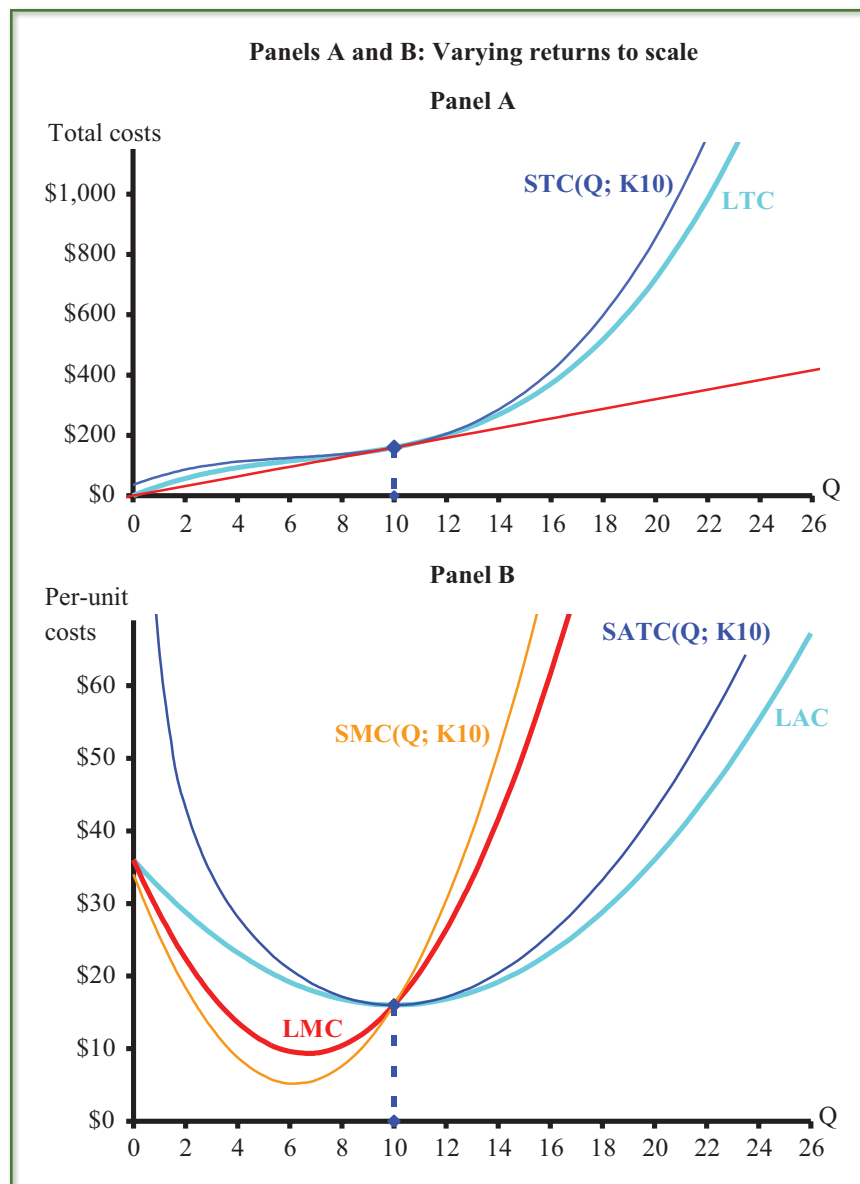 Panels A and B: Varying returns to scale
Panel A
Total costs
$1,000
$800
$600
$400
$200
$0
STC(Q; K10)
LTC
0 2 4 6 8 10 12 14 16 18 20 22 24 26
Q
Panel B
Per-unit
costs
$60
$50
$40
$30
$20
$10
$0
SATC(Q; K10)
SMC(Q; K10)
LAC
LMC
0 2 4 6 8 10 12 14 16 18 20 22 24 26
Q